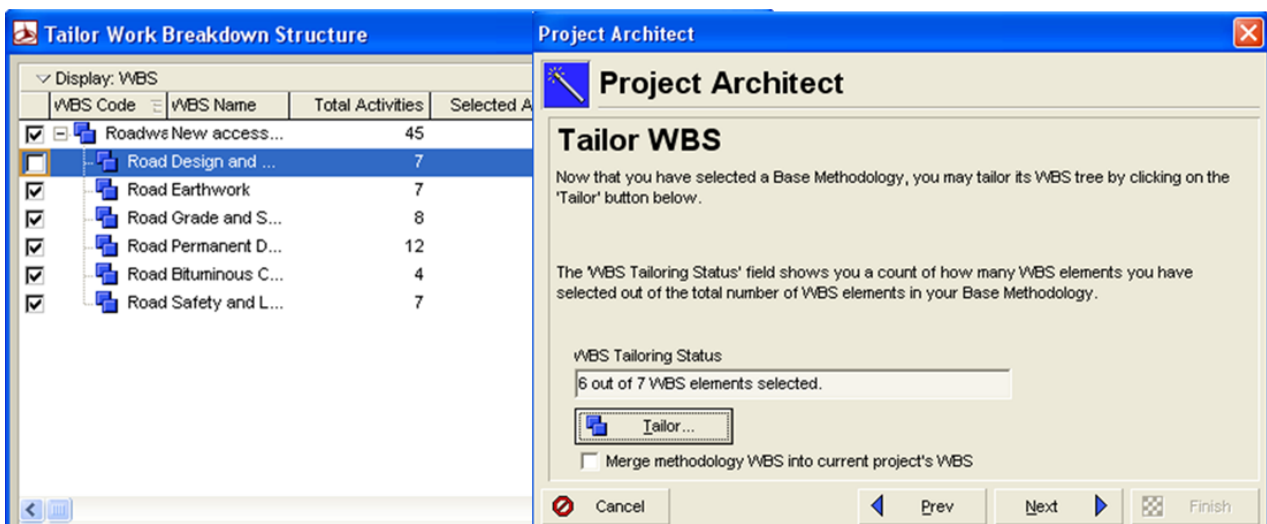 Tailor Work Breakdown Structure
Display: WBS
WBS Code WBS Name Total Activities Selected A
Roadwa New access... 45
Road Design and ... 7
Road Earthwork 7
Road Grade and S... 8
Road Permanent D... 12
Road Bituminous C... 4
Road Safety and L... 7
Project Architect
Project Architect
Tailor WBS
Now that you have selected a Base Methodology, you may tailor its WBS tree by clicking on the
'Tailor' button below.
The 'WBS Tailoring Status' field shows you a count of how many WBS elements you have
selected out of the total number of WBS elements in your Base Methodology.
WBS Tailoring Status
6 out of 7 WBS elements selected.
Tailor...
Merge methodology WBS into current project's WBS
Cancel Prev Next Finish